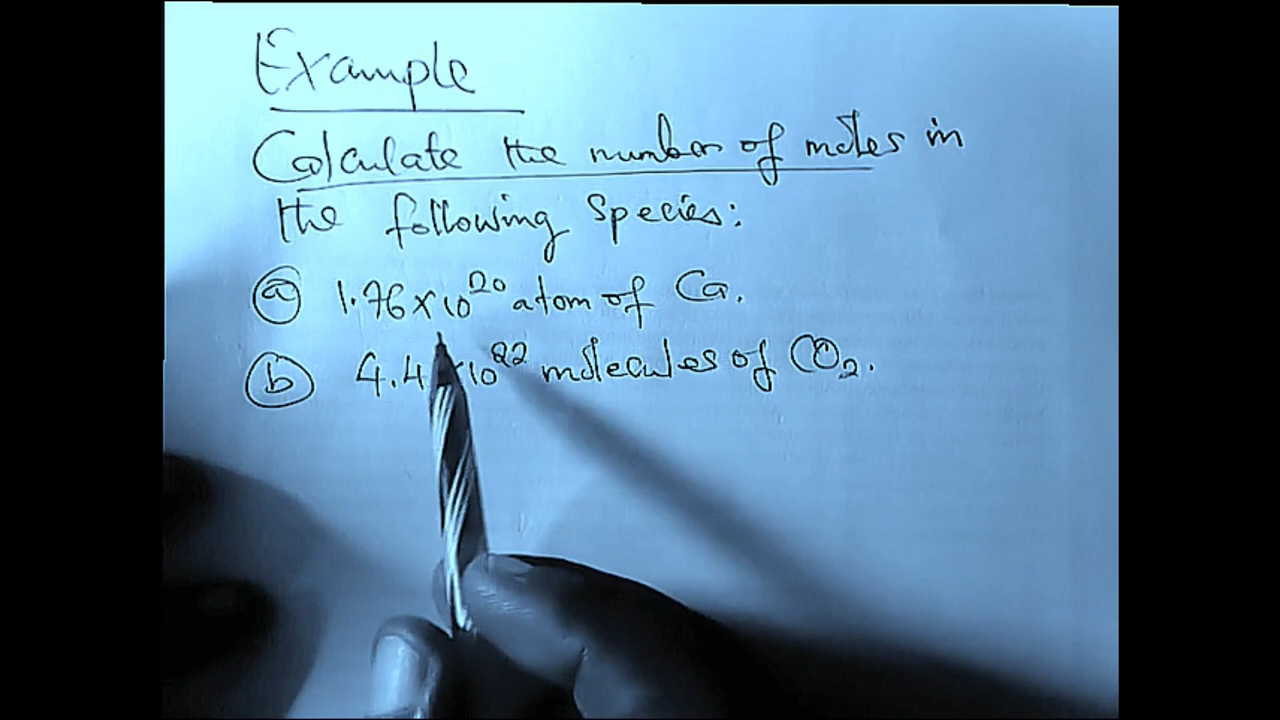 Example
Calculate the number of moles in
the following species:
(a) 1.76 × 10²⁰ atom of Ca.
(b) 4.4 × 10²² molecules of CO₂.